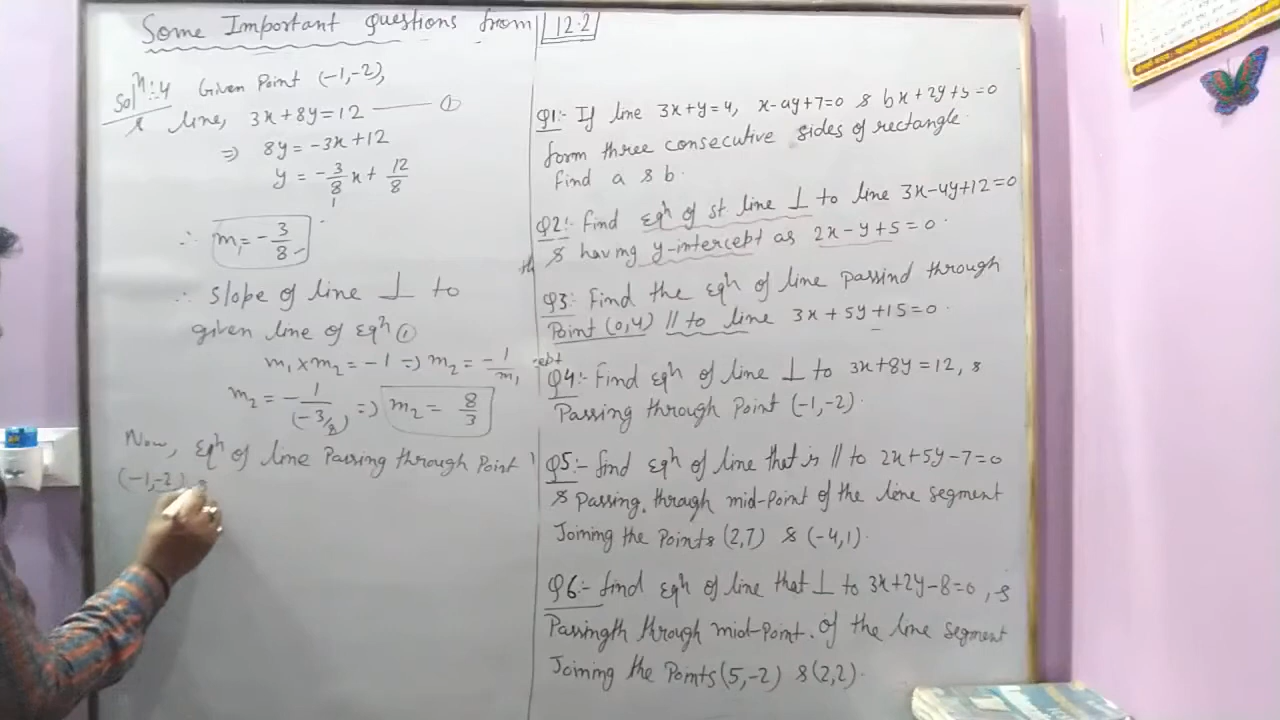 Some Important Questions from 12.2
Solⁿ:-4 Given Point (-1,-2),
& line, 3x+8y=12 —— ①
⇒ 8y = -3x+12
y = -3/8 x + 12/8
∴ m₁ = -3/8
∴ slope of line ⊥ to
given line of eqⁿ ①
m₁ x m₂ = -1 ⇒ m₂ = -1/m₁
m₂ = -1/(-3/8) ⇒ m₂ = 8/3
Now, eqⁿ of line Passing through Point
(-1,-2) &
Q1:- If line 3x+y=4, x-ay+7=0 & bx+2y+5=0
form three consecutive sides of rectangle.
Find a & b.
Q2:- Find eqⁿ of st. line ⊥ to line 3x-4y+12=0
& having y-intercept as 2x-y+5=0.
Q3:- Find the eqⁿ of line passind through
Point (0,4) // to line 3x+5y+15=0.
Q4:- Find eqⁿ of line ⊥ to 3x+8y=12, &
Passing through Point (-1,-2).
Q5:- find eqⁿ of line that is // to 2x+5y-7=0
& Passing through mid-Point of the line segment
Joining the Points (2,7) & (-4,1).
Q6:- find eqⁿ of line that ⊥ to 3x+2y-8=0, &
Passingth through mid-Point. of the line segment
Joining the Points (5,-2) & (2,2).